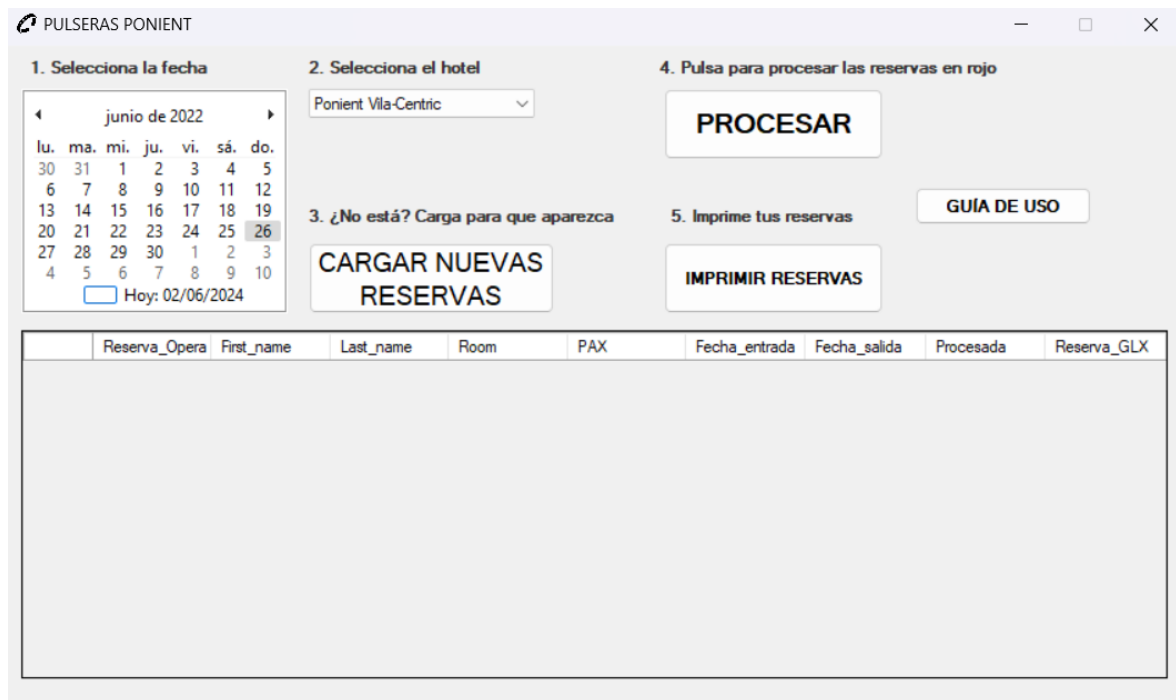 PULSERAS PONIENT
1. Selecciona la fecha
junio de 2022
lu. ma. mi. ju. vi. sá. do.
30 31 1 2 3 4 5
6 7 8 9 10 11 12
13 14 15 16 17 18 19
20 21 22 23 24 25 26
27 28 29 30 1 2 3
4 5 6 7 8 9 10
Hoy: 02/06/2024
2. Selecciona el hotel
Ponient Vila-Centric
3. ¿No está? Carga para que aparezca
CARGAR NUEVAS
RESERVAS
4. Pulsa para procesar las reservas en rojo
PROCESAR
5. Imprime tus reservas
IMPRIMIR RESERVAS
GUÍA DE USO
Reserva_Opera First_name Last_name Room PAX Fecha_entrada Fecha_salida Procesada Reserva_GLX